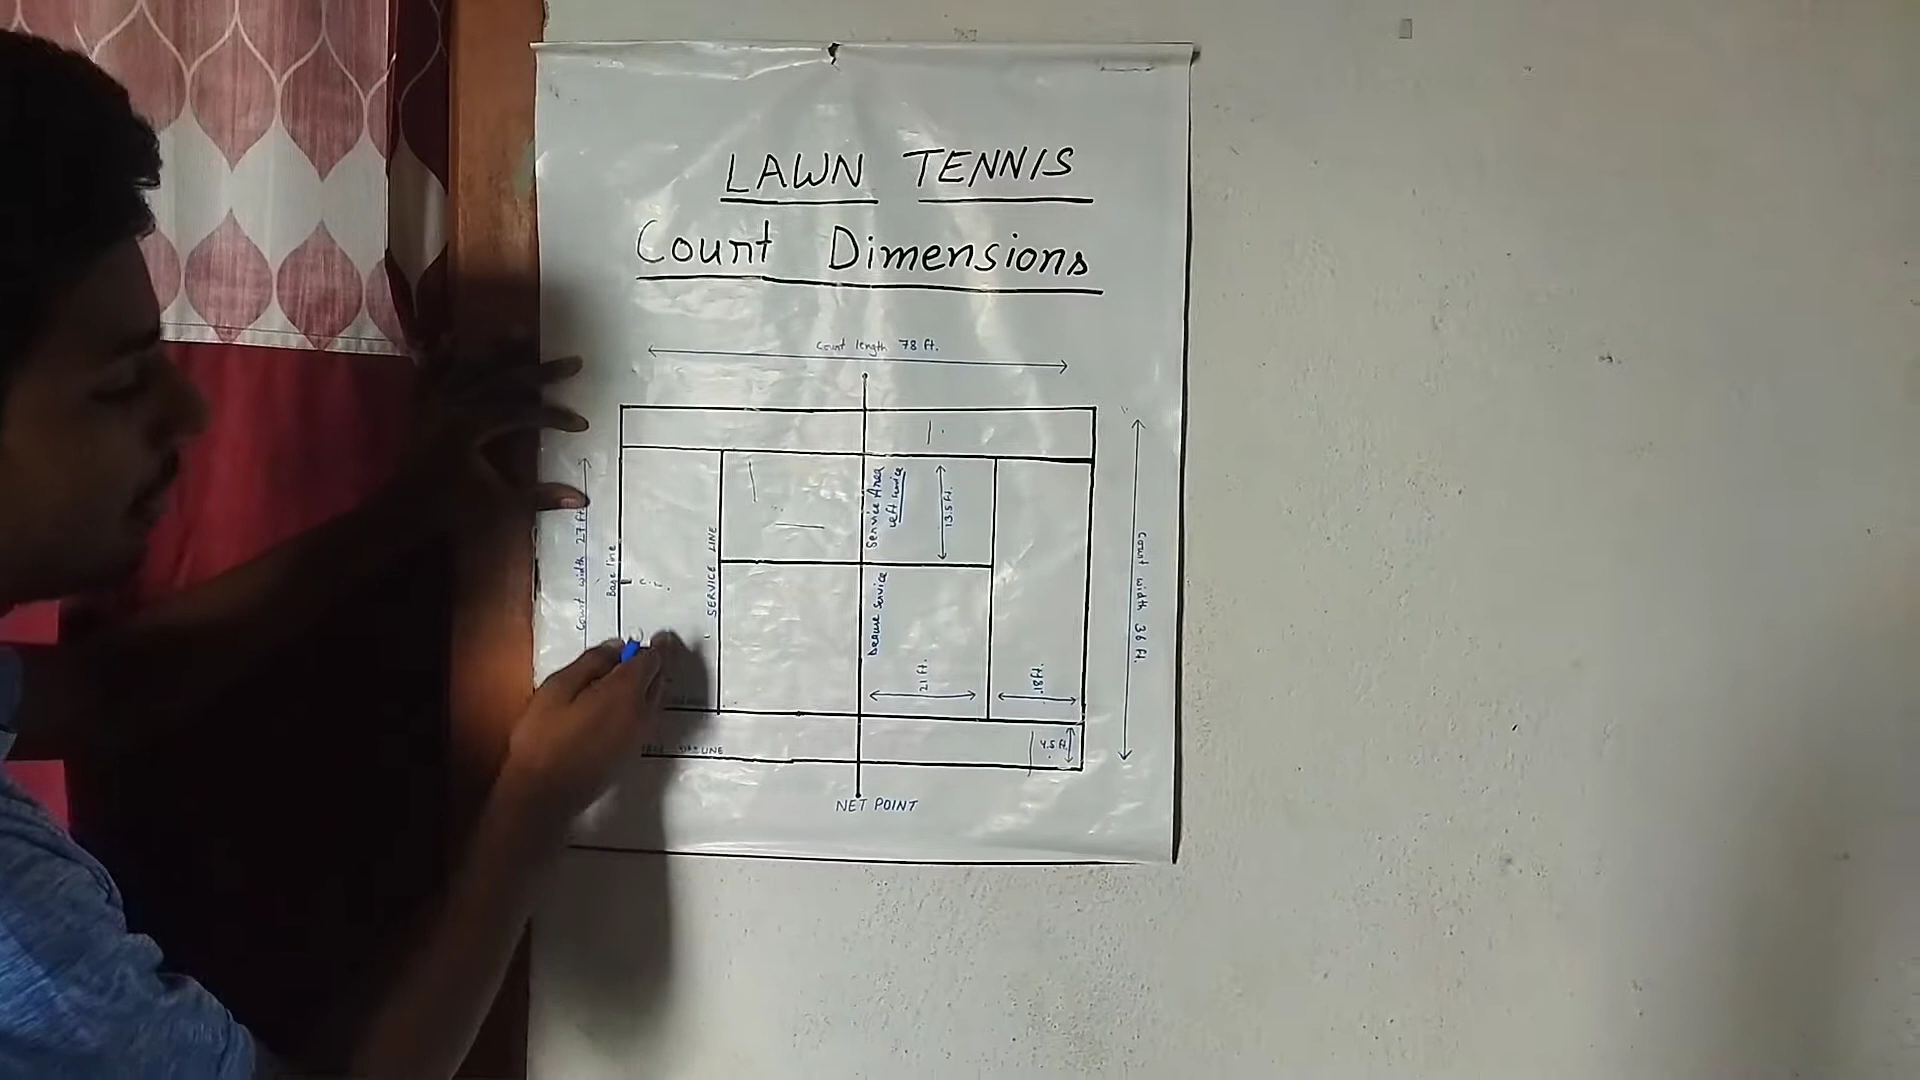 LAWN TENNIS
Count Dimensions
Count length 78 ft.
Service Area
left service
13.5 ft.
Count width 27 ft
Base line
SERVICE LINE
Service
Count width 36 ft.
21 ft.
18 ft.
LINE
4.5 ft.
NET POINT